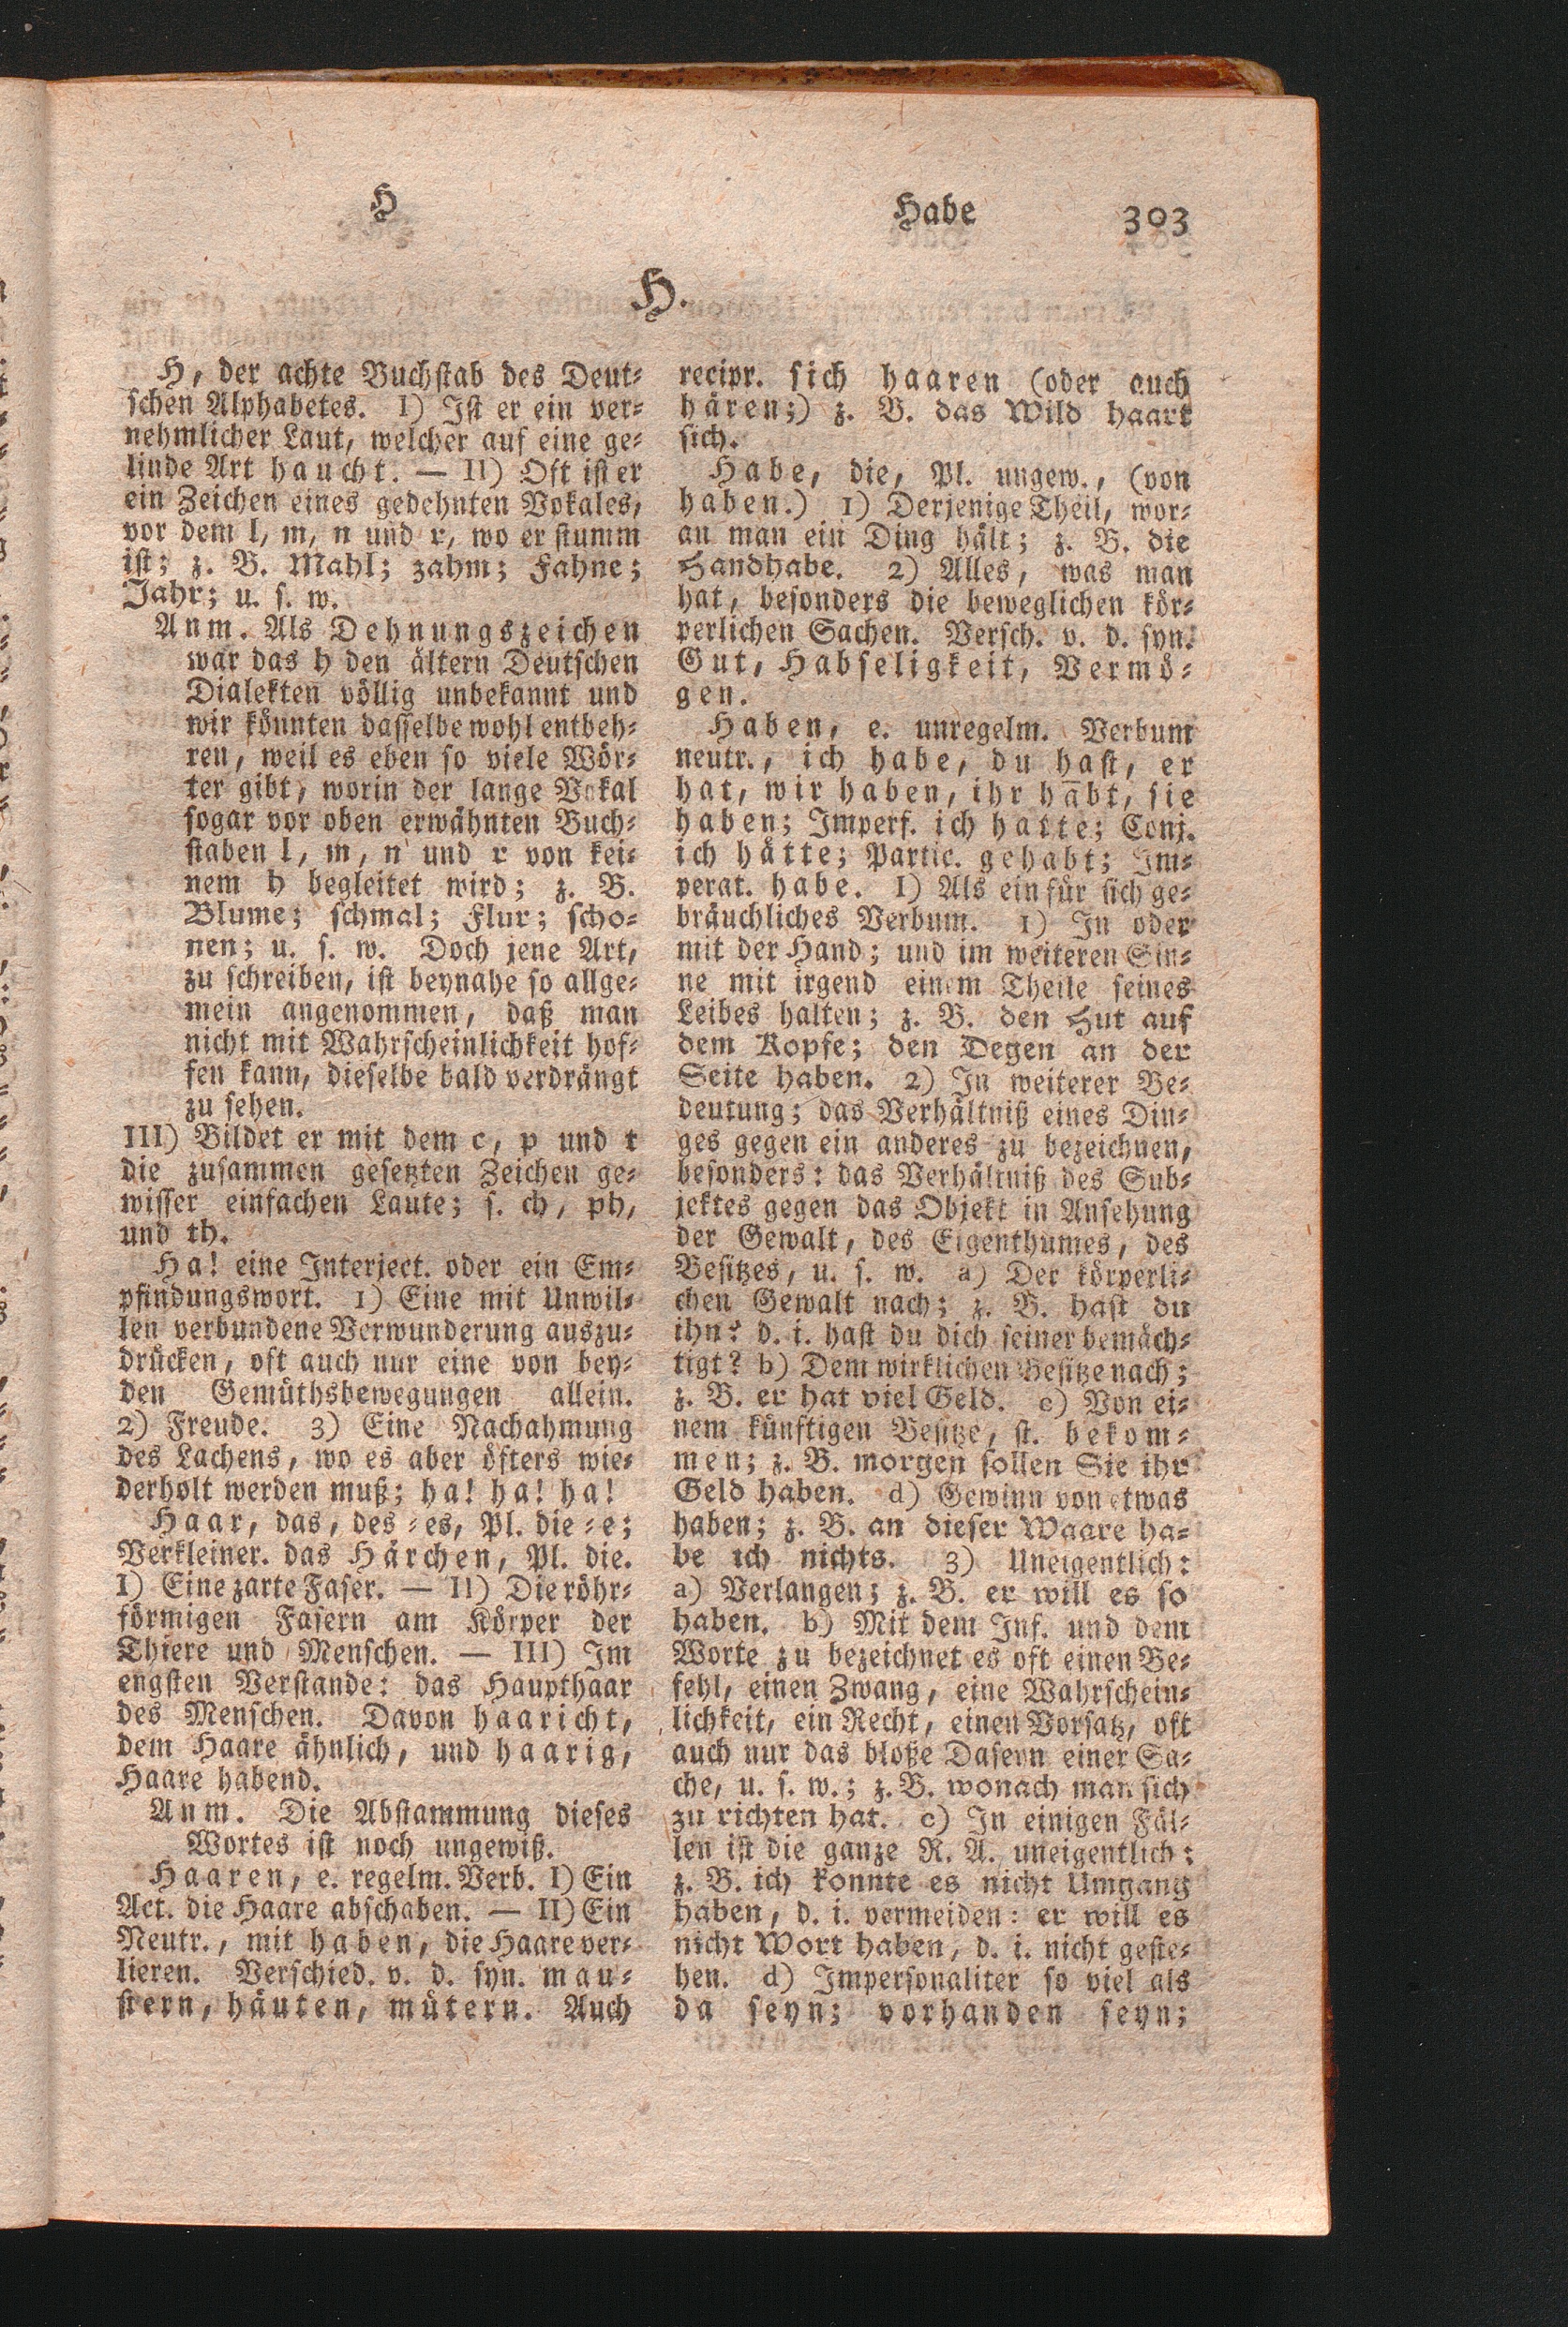 H
Habe 303
H.
H, der achte Buchstab des Deut-
schen Alphabetes. I) Ist er ein ver-
nehmlicher Laut, welcher auf eine ge-
linde Art haucht. — II) Oft ist er
ein Zeichen eines gedehnten Vokales,
vor dem l, m, n und r, wo er stumm
ist; z. B. Mahl; zahm; Fahne;
Jahr; u. s. w.
Anm. Als Dehnungszeichen
war das h den ältern Deutschen
Dialekten völlig unbekannt und
wir könnten dasselbe wohl entbeh-
ren, weil es eben so viele Wör-
ter gibt, worin der lange Vokal
sogar vor oben erwähnten Buch-
staben l, m, n und r von kei-
nem h begleitet wird; z. B.
Blume; schmal; Flur; scho-
nen; u. s. w. Doch jene Art,
zu schreiben, ist beynahe so allge-
mein angenommen, daß man
nicht mit Wahrscheinlichkeit hof-
fen kann, dieselbe bald verdrängt
zu sehen.
III) Bildet er mit dem c, p und t
die zusammen gesetzten Zeichen ge-
wisser einfachen Laute; s. ch, ph,
und th.
Ha! eine Interject. oder ein Em-
pfindungswort. 1) Eine mit Unwil-
len verbundene Verwunderung auszu-
drücken, oft auch nur eine von bey-
den Gemüthsbewegungen allein.
2) Freude. 3) Eine Nachahmung
des Lachens, wo es aber öfters wie-
derholt werden muß; ha! ha! ha!
Haar, das, des -es, Pl. die -e;
Verkleiner. das Härchen, Pl. die.
I) Eine zarte Faser. — II) Die röhr-
förmigen Fasern am Körper der
Thiere und Menschen. — III) Im
engsten Verstande: das Haupthaar
des Menschen. Davon haaricht,
dem Haare ähnlich, und haarig,
Haare habend.
Anm. Die Abstammung dieses
Wortes ist noch ungewiß.
Haaren, e. regelm. Verb. I) Ein
Act. die Haare abschaben. — II) Ein
Neutr., mit haben, die Haare ver-
lieren. Verschied. v. d. syn. mau-
stern, häuten, mütern. Auch
recipr. sich haaren (oder auch
hären;) z. B. das Wild haart
sich.
Habe, die, Pl. ungew., (von
haben.) 1) Derjenige Theil, wor-
an man ein Ding hält; z. B. die
Handhabe. 2) Alles, was man
hat, besonders die beweglichen kör-
perlichen Sachen. Versch. v. d. syn.
Gut, Habseligkeit, Vermö-
gen.
Haben, e. unregelm. Verbum
neutr., ich habe, du hast, er
hat, wir haben, ihr habt, sie
haben; Imperf. ich hatte; Conj.
ich hätte; Partic. gehabt; Im-
perat. habe. I) Als ein für sich ge-
bräuchliches Verbum. 1) In oder
mit der Hand; und im weiteren Sin-
ne mit irgend einem Theile seines
Leibes halten; z. B. den Hut auf
dem Kopfe; den Degen an der
Seite haben. 2) In weiterer Be-
deutung; das Verhältniß eines Din-
ges gegen ein anderes zu bezeichnen,
besonders: das Verhältniß des Sub-
jektes gegen das Objekt in Ansehung
der Gewalt, des Eigenthumes, des
Besitzes, u. s. w. a) Der körperli-
chen Gewalt nach; z. B. hast du
ihn? d. i. hast du dich seiner bemäch-
tigt? b) Dem wirklichen Besitze nach;
z. B. er hat viel Geld. c) Von ei-
nem künftigen Besitze, st. bekom-
men; z. B. morgen sollen Sie ihr
Geld haben. d) Gewinn von etwas
haben; z. B. an dieser Waare ha-
be ich nichts. 3) Uneigentlich:
a) Verlangen; z. B. er will es so
haben. b) Mit dem Inf. und dem
Worte zu bezeichnet es oft einen Be-
fehl, einen Zwang, eine Wahrschein-
lichkeit, ein Recht, einen Vorsatz, oft
auch nur das bloße Daseyn einer Sa-
che, u. s. w.; z. B. wonach man sich
zu richten hat. c) In einigen Fäl-
len ist die ganze R. A. uneigentlich:
z. B. ich konnte es nicht Umgang
haben, d. i. vermeiden: er will es
nicht Wort haben, d. i. nicht geste-
hen. d) Impersonaliter so viel als
da seyn; vorhanden seyn;